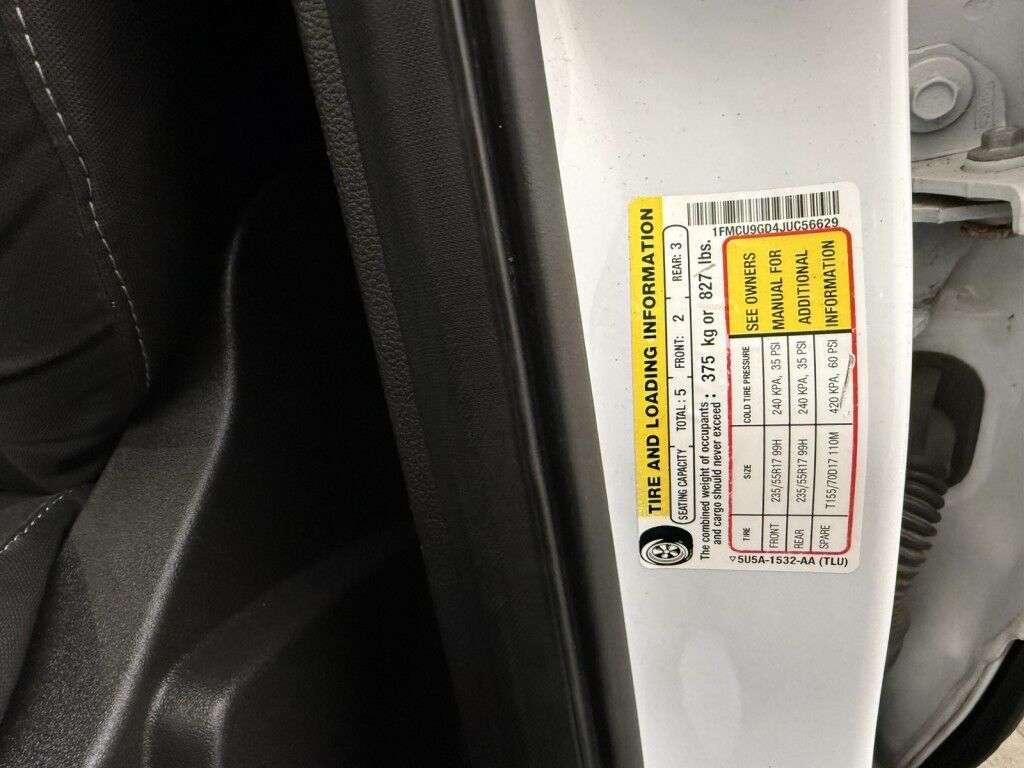 TIRE AND LOADING INFORMATION
SEATING CAPACITY TOTAL: 5 FRONT: 2 REAR: 3
The combined weight of occupants : 375 kg or 827 lbs.
and cargo should never exceed
1FMCU9GD4JUC56629
TIRE SIZE COLD TIRE PRESSURE SEE OWNERS
FRONT 235/55R17 99H 240 KPA, 35 PSI MANUAL FOR
REAR 235/55R17 99H 240 KPA, 35 PSI ADDITIONAL
SPARE T155/70D17 110M 420 KPA, 60 PSI INFORMATION
▽5U5A-1532-AA (TLU)